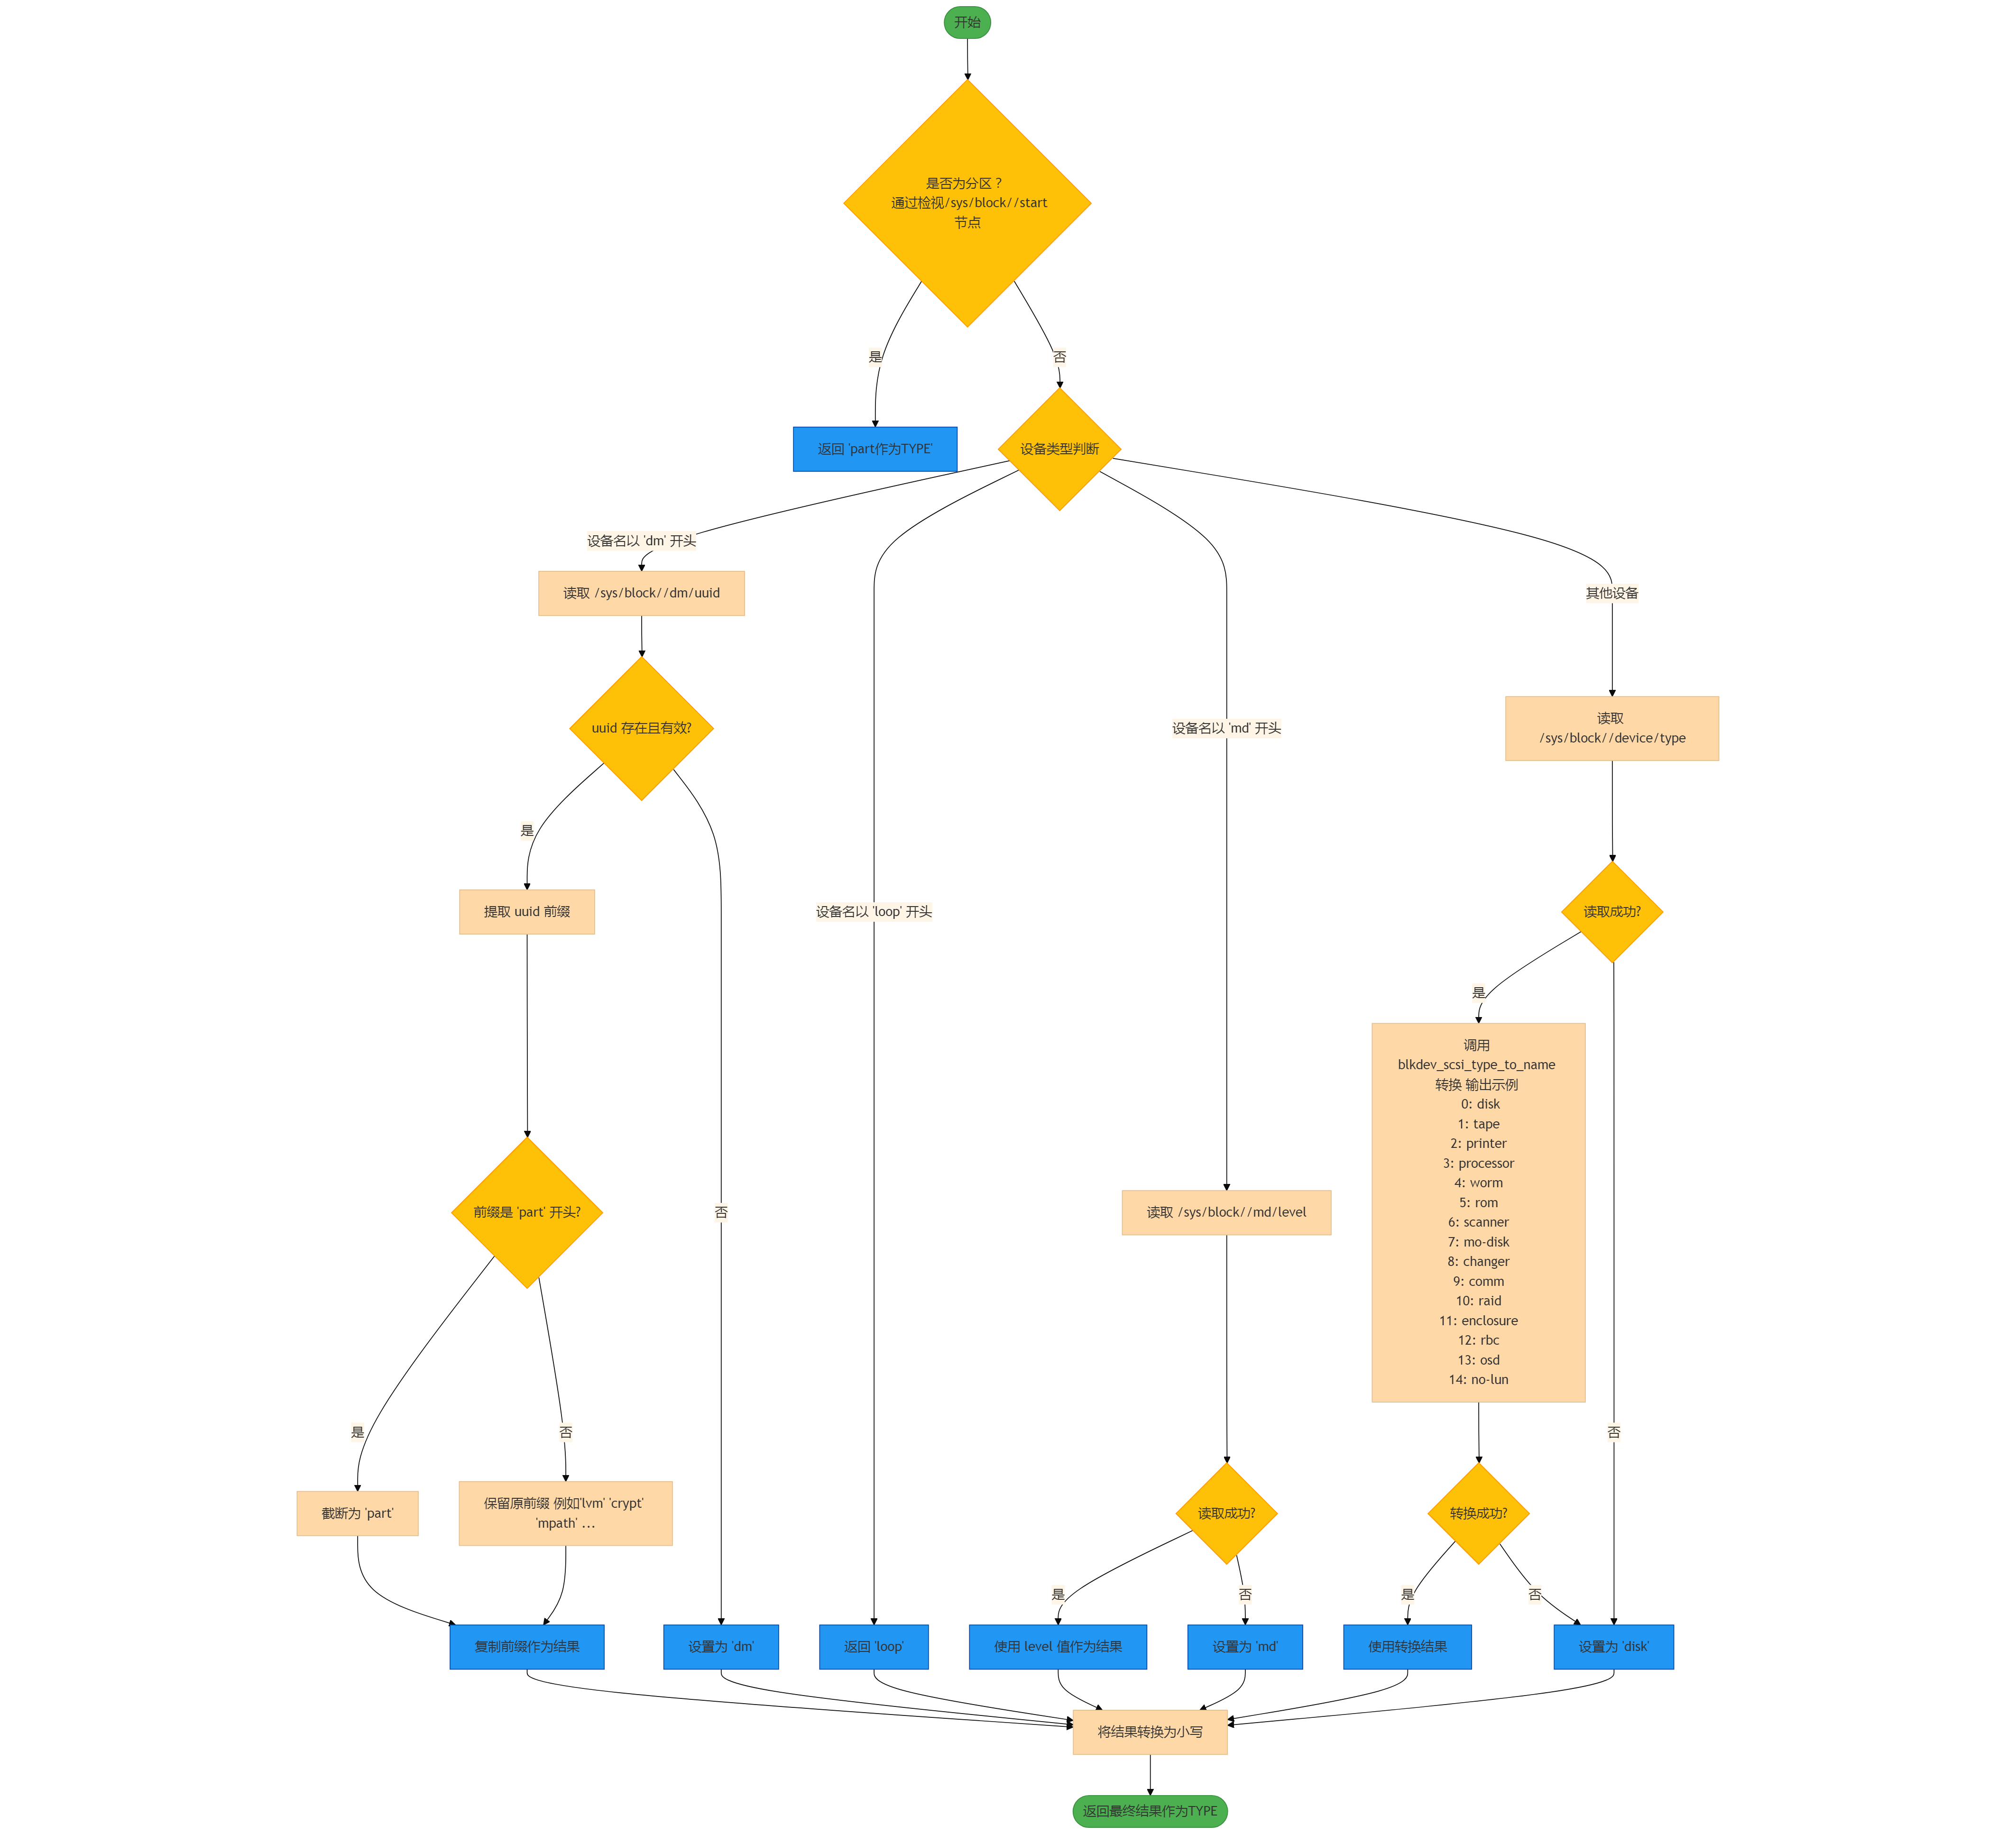 开始
是否为分区？
通过检视/sys/block//start
节点
是
否
返回 'part作为TYPE'
设备类型判断
设备名以 'dm' 开头
读取 /sys/block//dm/uuid
其他设备
uuid 存在且有效?
设备名以 'md' 开头
读取
/sys/block//device/type
是
提取 uuid 前缀
设备名以 'loop' 开头
读取成功?
是
调用
blkdev_scsi_type_to_name
转换 输出示例
0: disk
1: tape
2: printer
3: processor
4: worm
5: rom
6: scanner
7: mo-disk
8: changer
9: comm
10: raid
11: enclosure
12: rbc
13: osd
14: no-lun
前缀是 'part' 开头?
否
读取 /sys/block//md/level
是
否
否
截断为 'part'
保留原前缀 例如'lvm' 'crypt'
'mpath' ...
读取成功?
转换成功?
是
否
是
否
复制前缀作为结果
设置为 'dm'
返回 'loop'
使用 level 值作为结果
设置为 'md'
使用转换结果
设置为 'disk'
将结果转换为小写
返回最终结果作为TYPE